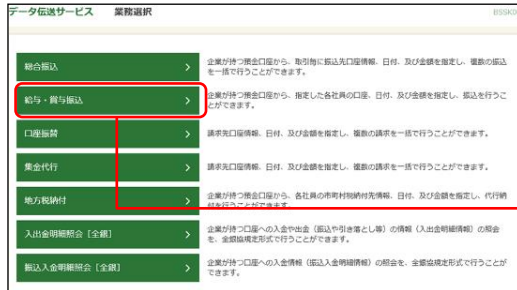 データ伝送サービス 業務選択
BSSK0
総合振込
企業が持つ預金口座から、取引毎に振込先口座情報、日付、及び金額を指定し、複数の振込
を一括で行うことができます。
給与・賞与振込
企業が持つ預金口座から、指定した各社員の口座、日付、及び金額を指定し、振込を行うこ
とができます。
口座振替
請求先口座情報、日付、及び金額を指定し、複数の請求を一括で行うことができます。
集金代行
請求先口座情報、日付、及び金額を指定し、複数の請求を一括で行うことができます。
地方税納付
企業が持つ預金口座から、各社員の市町村税納付先情報、日付、及び金額を指定し、代行納
付を行うことができます。
入出金明細照会［全銀］
企業が持つ口座への入金や出金（振込や引き落とし等）の情報（入出金明細情報）の照会
を、全銀協規定形式で行うことができます。
振込入金明細照会［全銀］
企業が持つ口座への入金情報（振込入金明細情報）の照会を、全銀協規定形式で行うことが
できます。